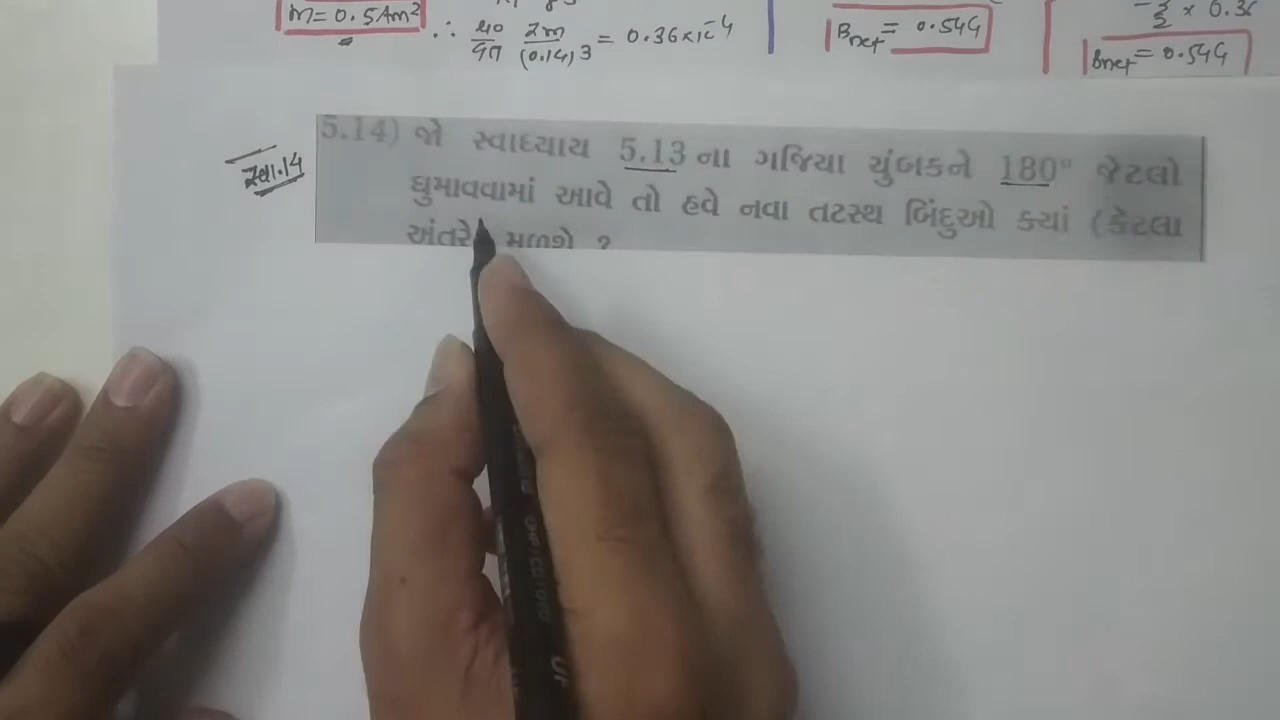 m = 0.5Am²
∴ μ0/4π 2m/(0.14)3 = 0.36×10-4
Bnet = 0.54G
× 0.36
Bnet = 0.54G
સ્વા.14
5.14) જો સ્વાધ્યાય 5.13 ના ગજિયા ચુંબકને 180° જેટલો
ઘુમાવવામાં આવે તો હવે નવા તટસ્થ બિંદુઓ ક્યાં (કેટલા
અંતરે) મળશે ?